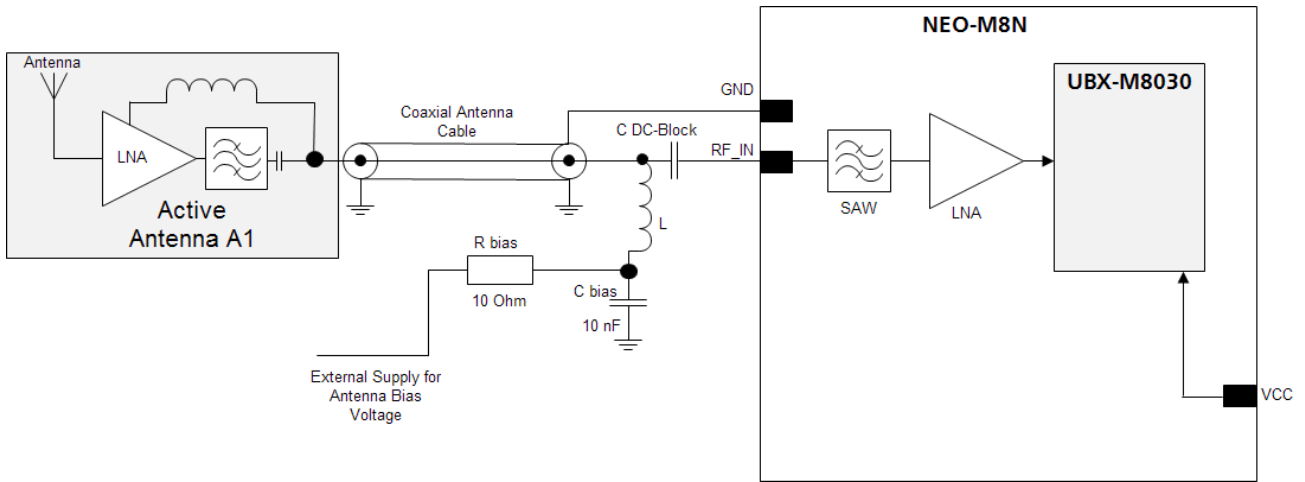 NEO-M8N
Antenna
LNA
Active
Antenna A1
Coaxial Antenna
Cable
GND
C DC-Block
RF_IN
L
R bias
10 Ohm
C bias
10 nF
External Supply for
Antenna Bias
Voltage
SAW
LNA
UBX-M8030
VCC